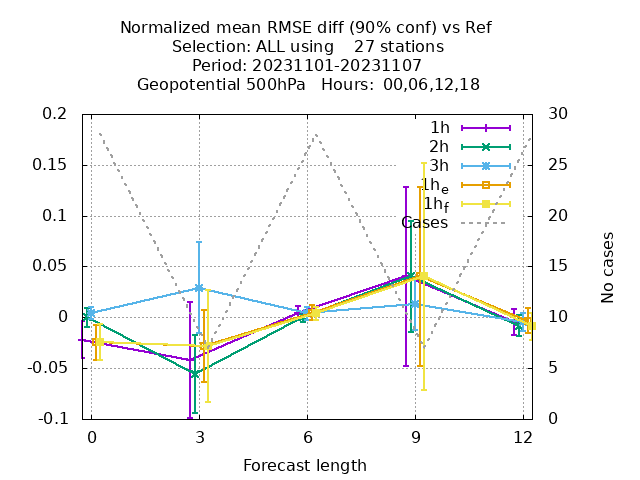 Normalized mean RMSE diff (90% conf) vs Ref
Selection: ALL using    27 stations
Period: 20231101-20231107
Geopotential 500hPa   Hours: 00,06,12,18
0.2
0.15
0.1
0.05
0
-0.05
-0.1
30
25
20
15
10
5
0
1h
2h
3h
1he
1hf
Cases
No cases
0
3
6
9
12
Forecast length